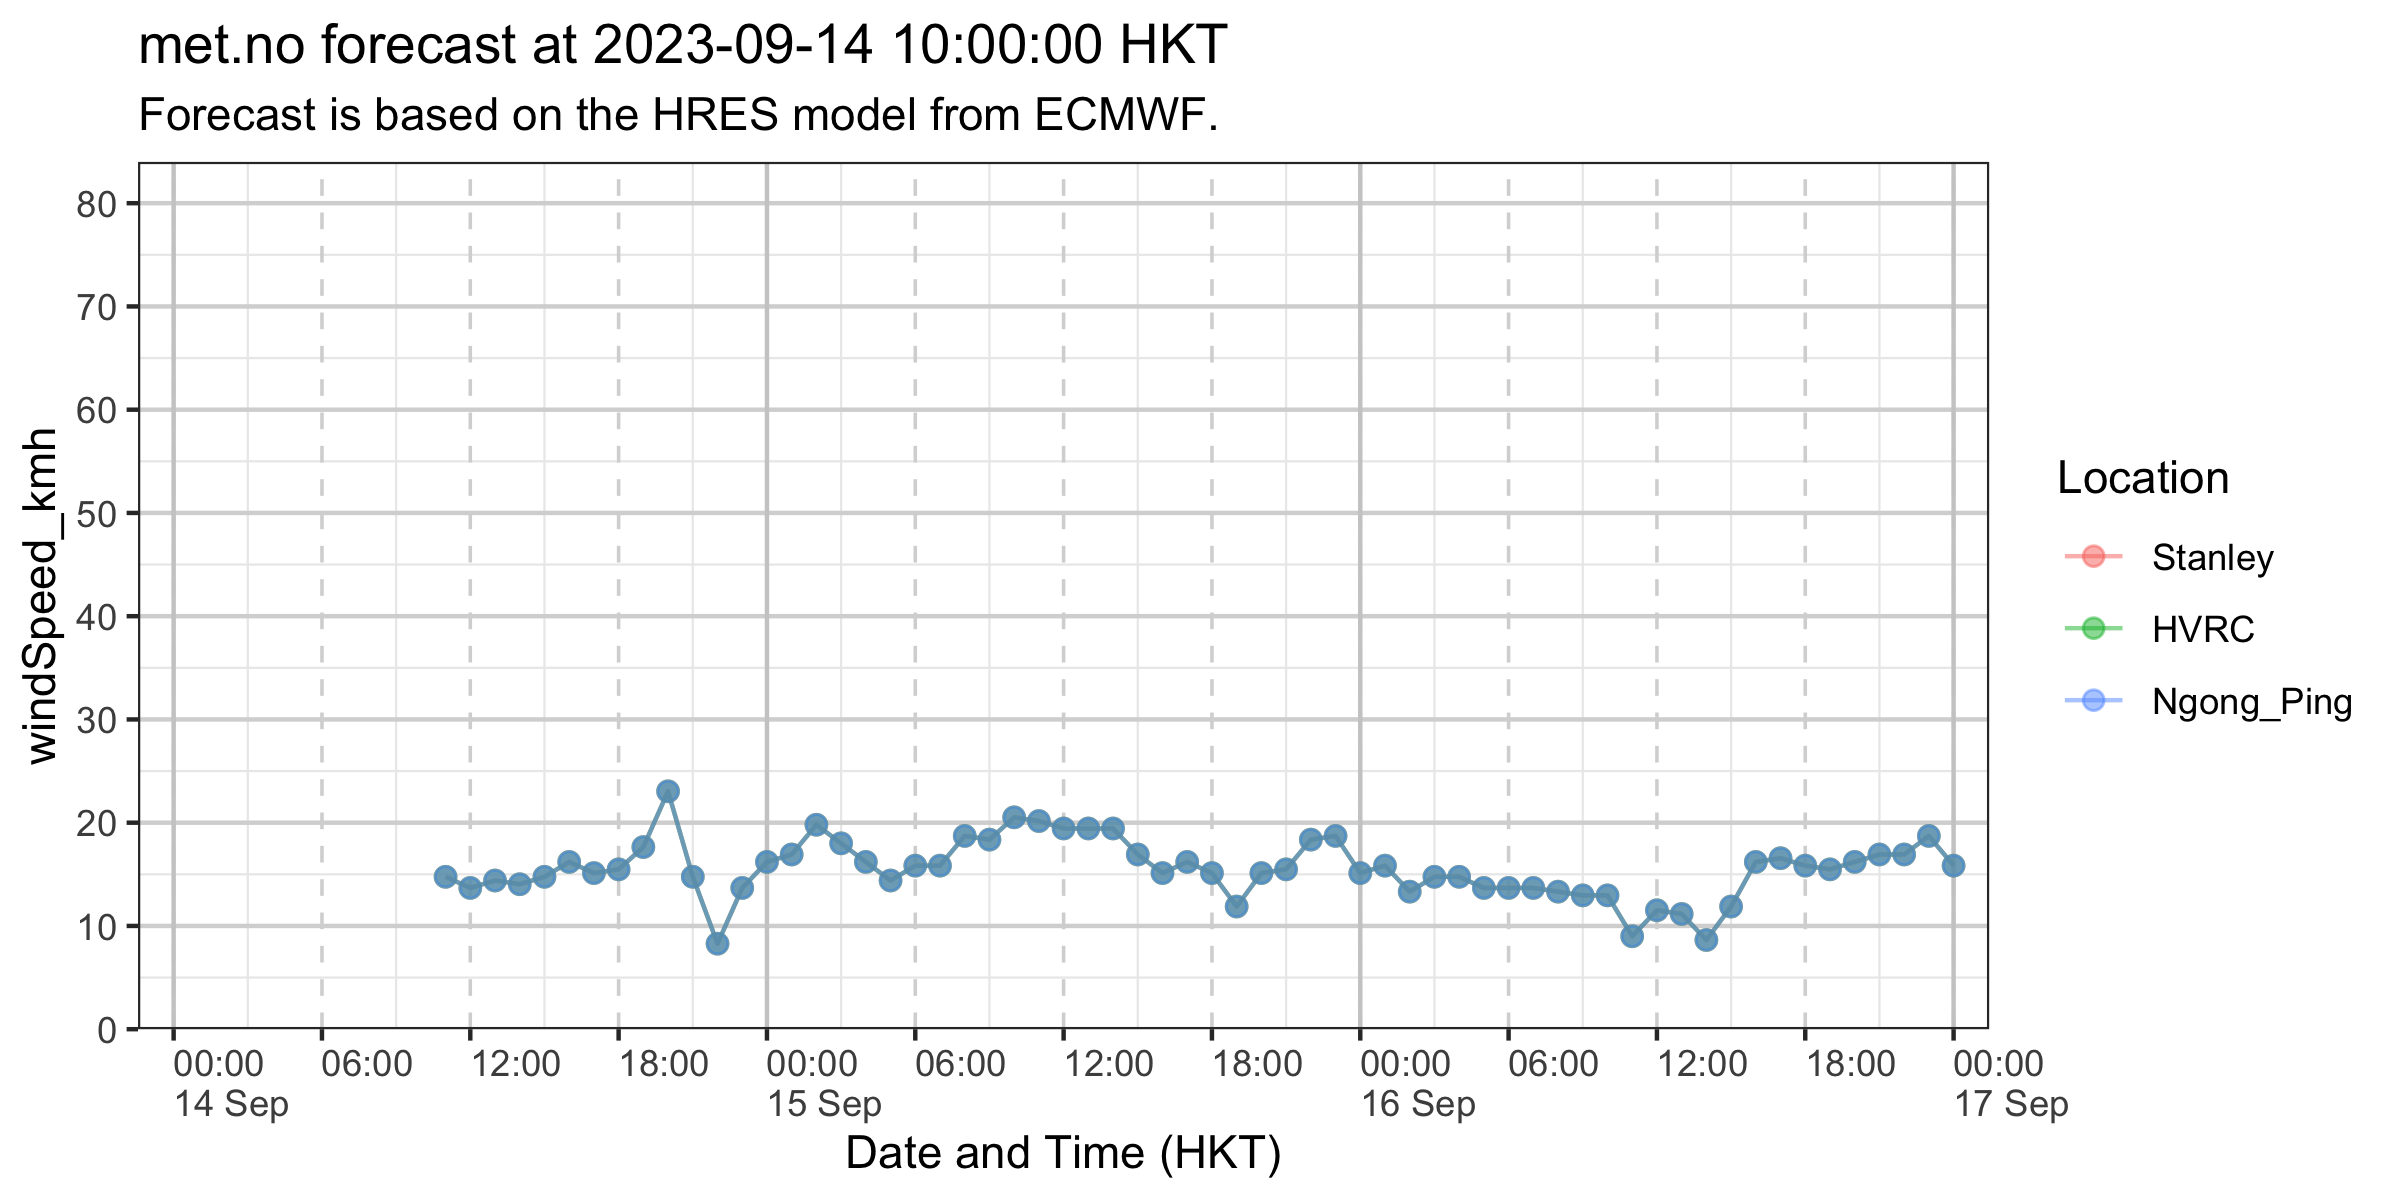 met.no forecast at 2023-09-14 10:00:00 HKT
Forecast is based on the HRES model from ECMWF.
windSpeed_kmh
80
70
60
50
40
30
20
10
0
00:00 06:00 12:00 18:00 00:00 06:00 12:00 18:00 00:00 06:00 12:00 18:00 00:00
14 Sep 15 Sep 16 Sep 17 Sep
Date and Time (HKT)
Location
Stanley
HVRC
Ngong_Ping